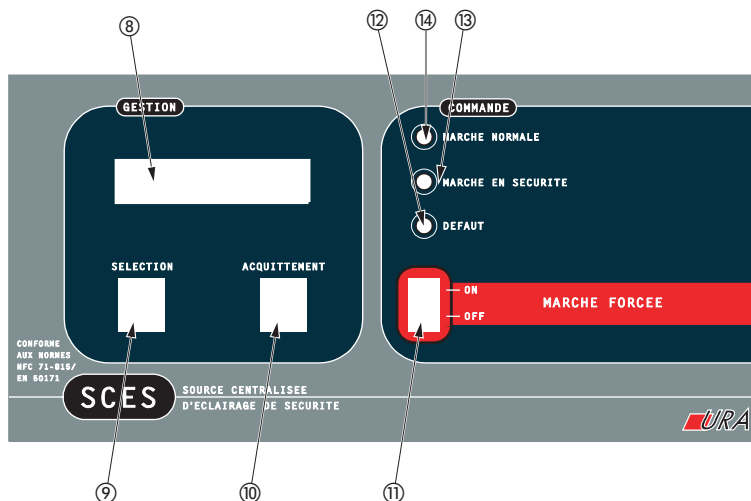 ⑧ ⑫ ⑭ ⑬
GESTION
SELECTION ACQUITTEMENT
COMMANDE
MARCHE NORMALE
MARCHE EN SECURITE
DEFAUT
ON
OFF
MARCHE FORCEE
CONFORME
AUX NORMES
NFC 71-815/
EN 50171
SCES
SOURCE CENTRALISEE
D'ECLAIRAGE DE SECURITE
URA
⑨ ⑩ ⑪